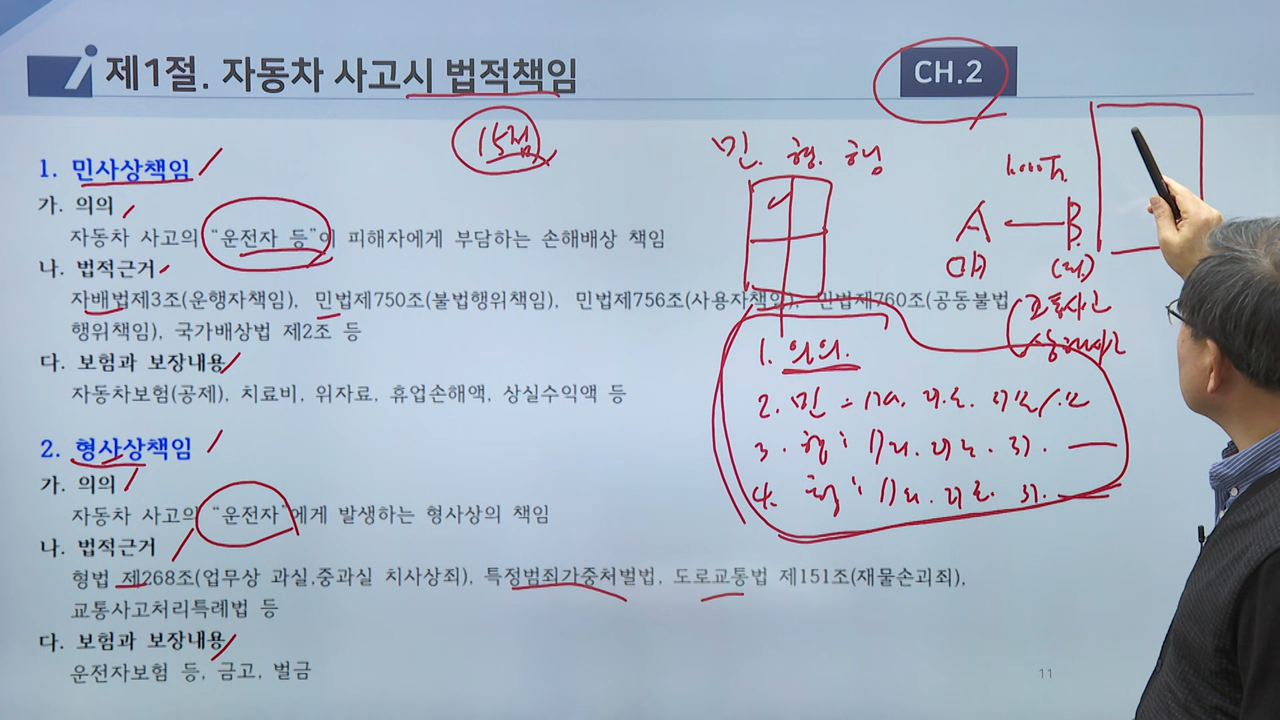 제1절. 자동차 사고시 법적책임
CH.2
15점
1. 민사상책임
가. 의의
자동차 사고의 “운전자 등”이 피해자에게 부담하는 손해배상 책임
나. 법적근거
자배법제3조(운행자책임), 민법제750조(불법행위책임), 민법제756조(사용자책임), 민법제760조(공동불법
행위책임), 국가배상법 제2조 등
다. 보험과 보장내용
자동차보험(공제), 치료비, 위자료, 휴업손해액, 상실수익액 등
2. 형사상책임
가. 의의
자동차 사고의 “운전자”에게 발생하는 형사상의 책임
나. 법적근거
형법 제268조(업무상 과실.중과실 치사상죄), 특정범죄가중처벌법, 도로교통법 제151조(재물손괴죄),
교통사고처리특례법 등
다. 보험과 보장내용
운전자보험 등, 금고, 벌금
민. 형. 행
A B
교통사고
1. 의의.
2. 민
3. 형
4. 행
11